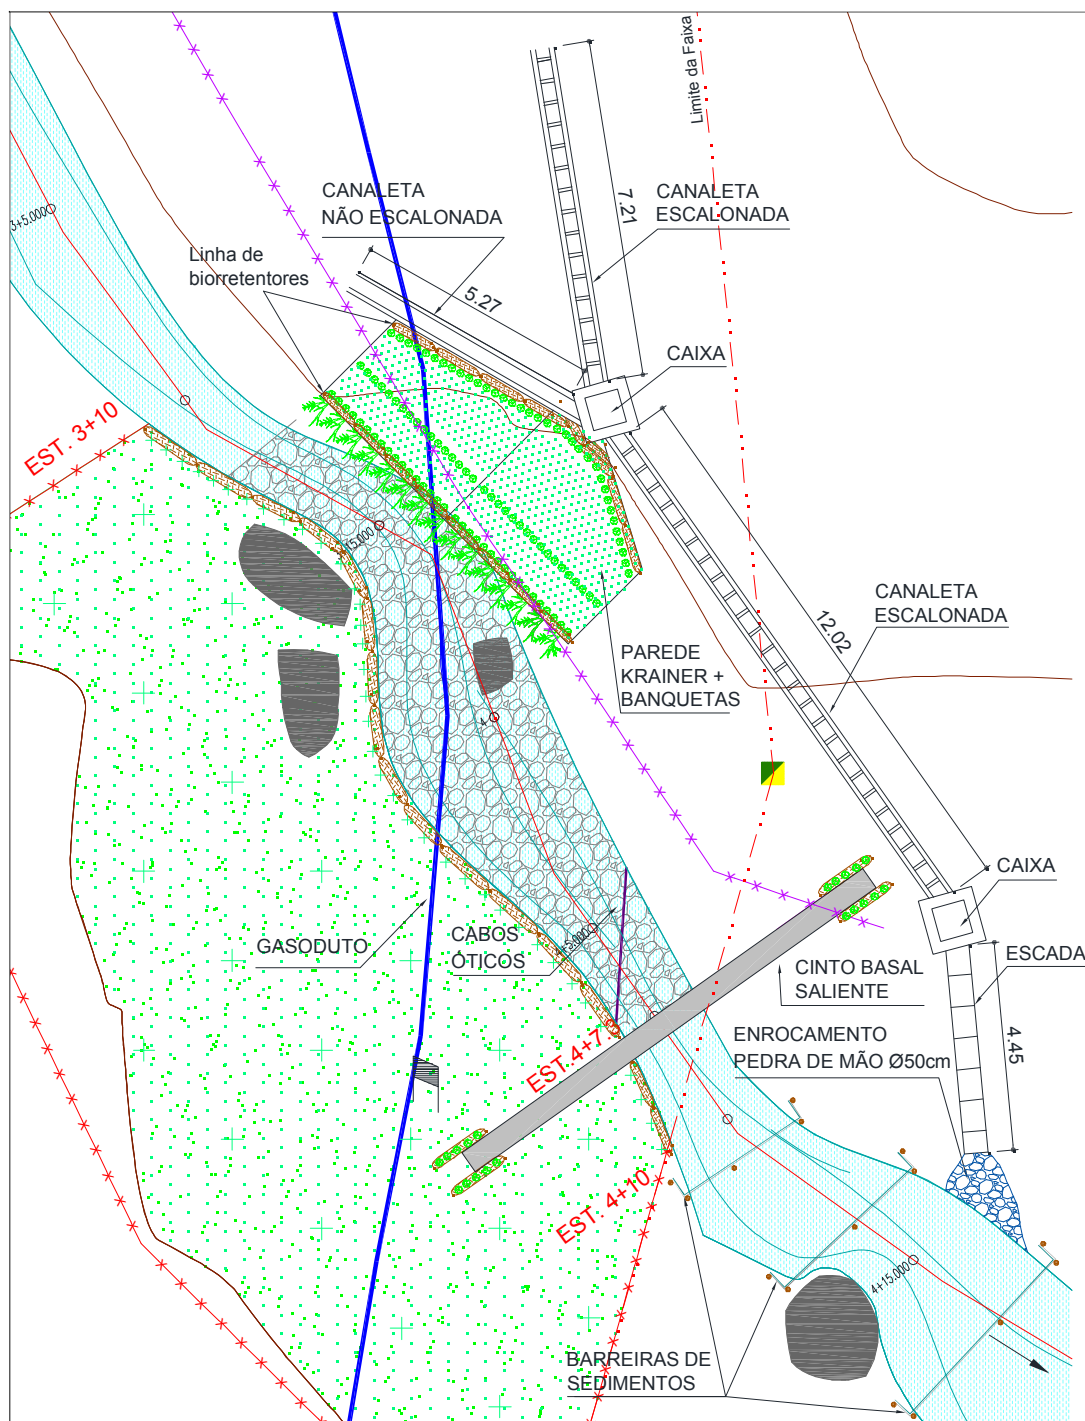 Limite da Faixa
CANALETA
NÃO ESCALONADA
7.21
CANALETA
ESCALONADA
3+5.000
Linha de
biorretentores
5.27
CAIXA
EST. 3+10
15.000
12.02
CANALETA
ESCALONADA
PAREDE
KRAINER +
BANQUETAS
4
CAIXA
GASODUTO
CABOS
ÓTICOS
+5.000
CINTO BASAL
SALIENTE
ESCADA
4.45
ENROCAMENTO
PEDRA DE MÃO Ø50cm
EST. 4+10
4+15.000
BARREIRAS DE
SEDIMENTOS